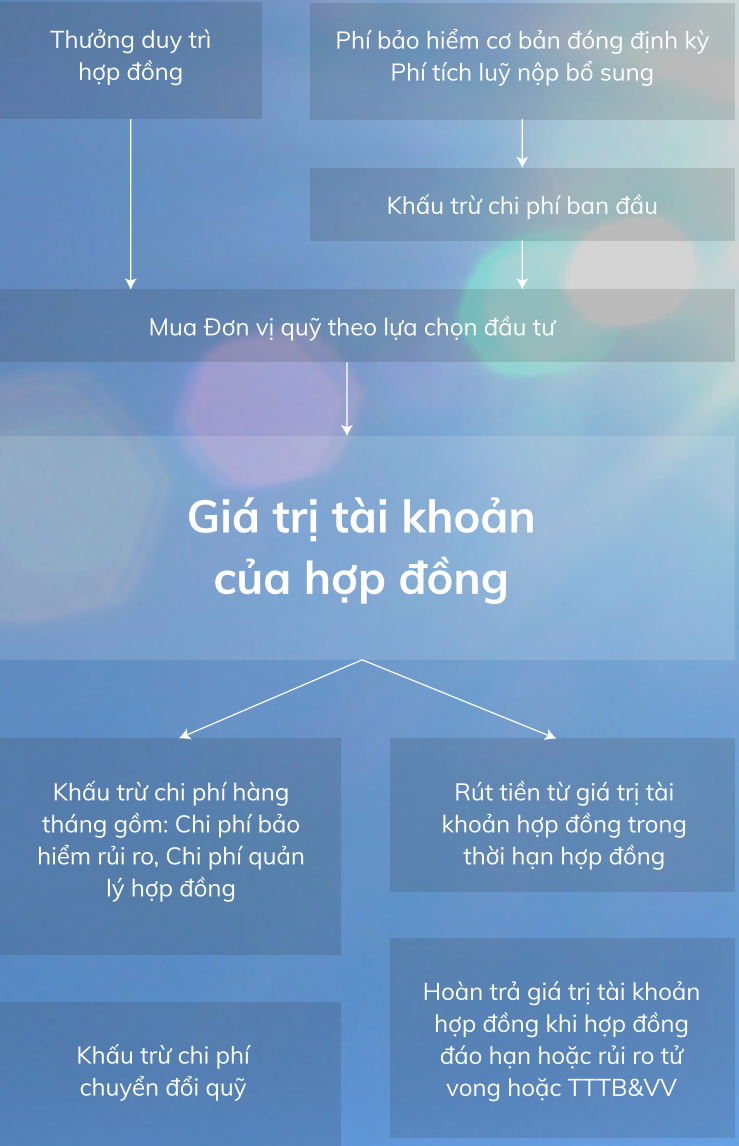 Thưởng duy trì
hợp đồng
Phí bảo hiểm cơ bản đóng định kỳ
Phí tích luỹ nộp bổ sung
Khấu trừ chi phí ban đầu
Mua Đơn vị quỹ theo lựa chọn đầu tư
Giá trị tài khoản
của hợp đồng
Khấu trừ chi phí hàng
tháng gồm: Chi phí bảo
hiểm rủi ro, Chi phí quản
lý hợp đồng
Rút tiền từ giá trị tài
khoản hợp đồng trong
thời hạn hợp đồng
Khấu trừ chi phí
chuyển đổi quỹ
Hoàn trả giá trị tài khoản
hợp đồng khi hợp đồng
đáo hạn hoặc rủi ro tử
vong hoặc TTTB&VV